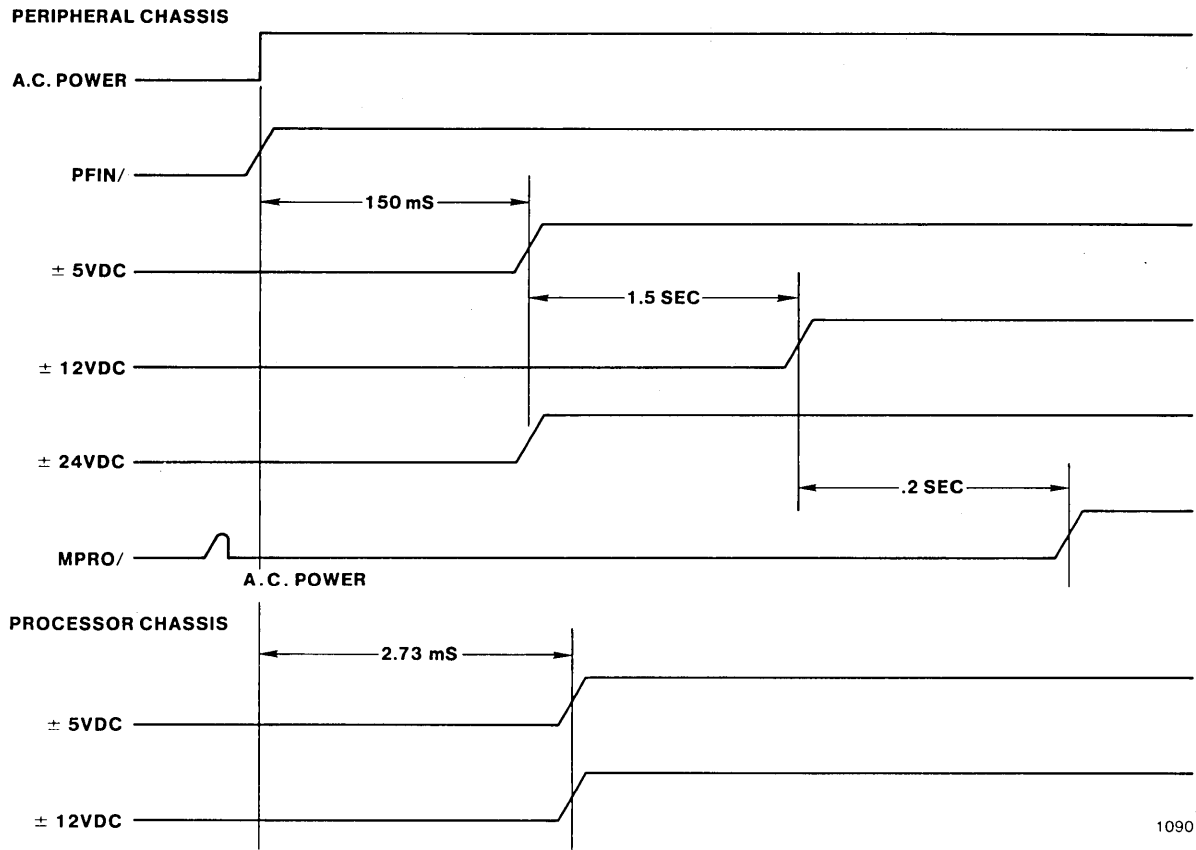 PERIPHERAL CHASSIS
A.C. POWER
PFIN/
150 mS
± 5VDC
1.5 SEC
± 12VDC
± 24VDC
.2 SEC
MPRO/
A.C. POWER
PROCESSOR CHASSIS
2.73 mS
± 5VDC
± 12VDC
1090